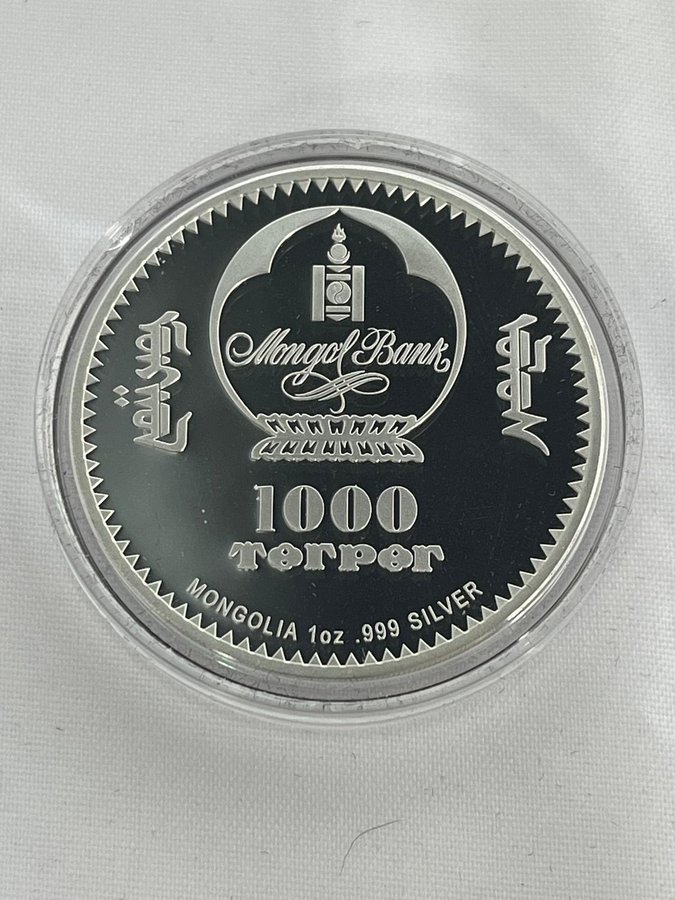 Mongol Bank
1000
төгрөг
MONGOLIA 1oz .999 SILVER